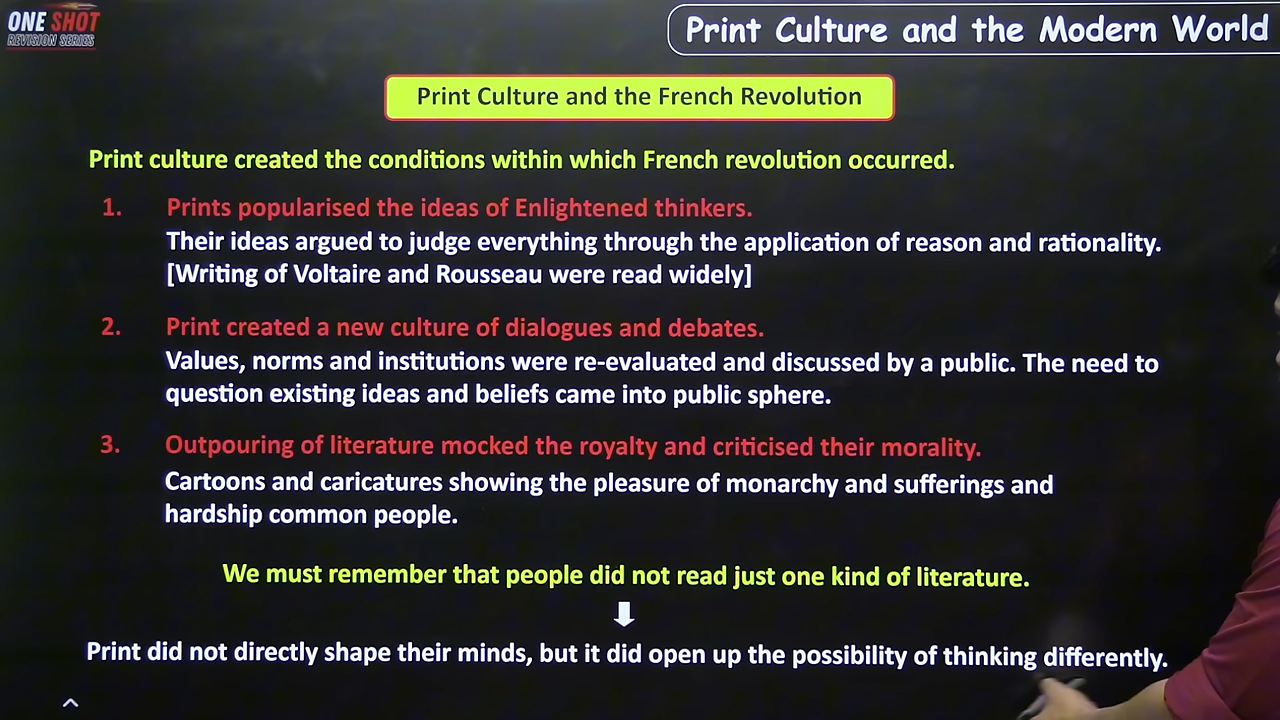 ONE SHOT
REVISION SERIES
Print Culture and the Modern World
Print Culture and the French Revolution
Print culture created the conditions within which French revolution occurred.
1. Prints popularised the ideas of Enlightened thinkers.
Their ideas argued to judge everything through the application of reason and rationality.
[Writing of Voltaire and Rousseau were read widely]
2. Print created a new culture of dialogues and debates.
Values, norms and institutions were re-evaluated and discussed by a public. The need to
question existing ideas and beliefs came into public sphere.
3. Outpouring of literature mocked the royalty and criticised their morality.
Cartoons and caricatures showing the pleasure of monarchy and sufferings and
hardship common people.
We must remember that people did not read just one kind of literature.
Print did not directly shape their minds, but it did open up the possibility of thinking differently.